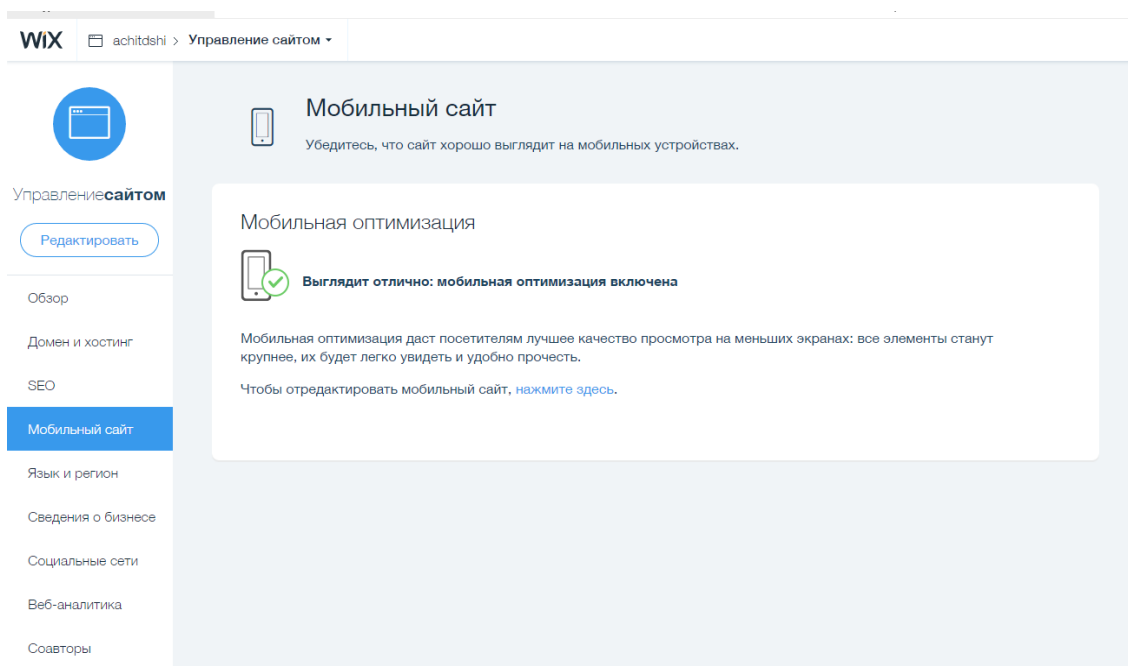 WiX achitdshi > Управление сайтом
Мобильный сайт
Убедитесь, что сайт хорошо выглядит на мобильных устройствах.
Управлениесайтом
Редактировать
Обзор
Домен и хостинг
SEO
Мобильный сайт
Язык и регион
Сведения о бизнесе
Социальные сети
Веб-аналитика
Соавторы
Мобильная оптимизация
Выглядит отлично: мобильная оптимизация включена
Мобильная оптимизация даст посетителям лучшее качество просмотра на меньших экранах: все элементы станут
крупнее, их будет легко увидеть и удобно прочесть.
Чтобы отредактировать мобильный сайт, нажмите здесь.